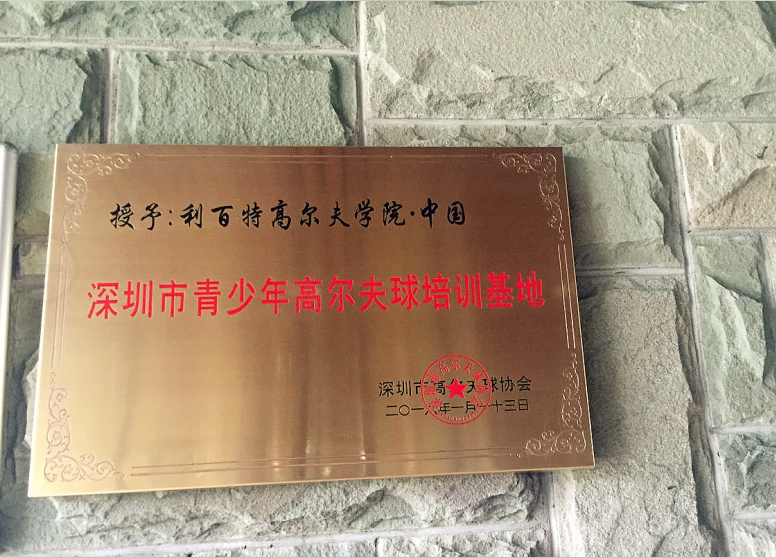 授予:利百特高尔夫学院·中国
深圳市青少年高尔夫球培训基地
深圳市高尔夫球协会
二〇一八年一月 十三日